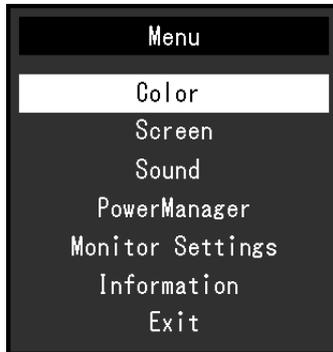 Menu
Color
Screen
Sound
PowerManager
Monitor Settings
Information
Exit